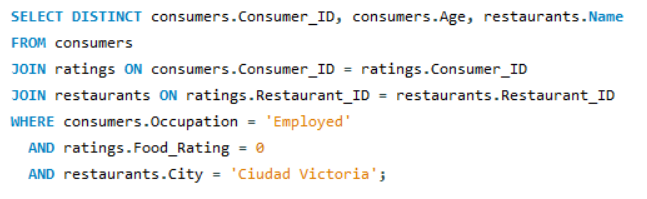 SELECT DISTINCT consumers.Consumer_ID, consumers.Age, restaurants.Name
FROM consumers
JOIN ratings ON consumers.Consumer_ID = ratings.Consumer_ID
JOIN restaurants ON ratings.Restaurant_ID = restaurants.Restaurant_ID
WHERE consumers.Occupation = 'Employed'
  AND ratings.Food_Rating = 0
  AND restaurants.City = 'Ciudad Victoria';